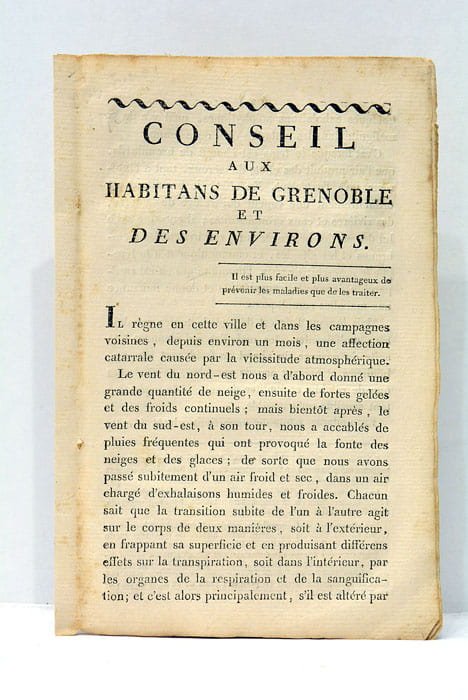 CONSEIL
AUX
HABITANS DE GRENOBLE
ET
DES ENVIRONS.
Il est plus facile et plus avantageux de
prévenir les maladies que de les traiter.
IL règne en cette ville et dans les campagnes
voisines, depuis environ un mois, une affection
catarrale causée par la vicissitude atmosphérique.
Le vent du nord-est nous a d'abord donné une
grande quantité de neige, ensuite de fortes gelées
et des froids continuels; mais bientôt après, le
vent du sud-est, à son tour, nous a accablés de
pluies fréquentes qui ont provoqué la fonte des
neiges et des glaces; de sorte que nous avons
passé subitement d'un air froid et sec, dans un air
chargé d'exhalaisons humides et froides. Chacun
sait que la transition subite de l'un à l'autre agit
sur le corps de deux manières, soit à l'extérieur,
en frappant sa superficie et en produisant différens
effets sur la transpiration, soit dans l'intérieur, par
les organes de la respiration et de la sanguifica-
tion; et c'est alors principalement, s'il est altéré par